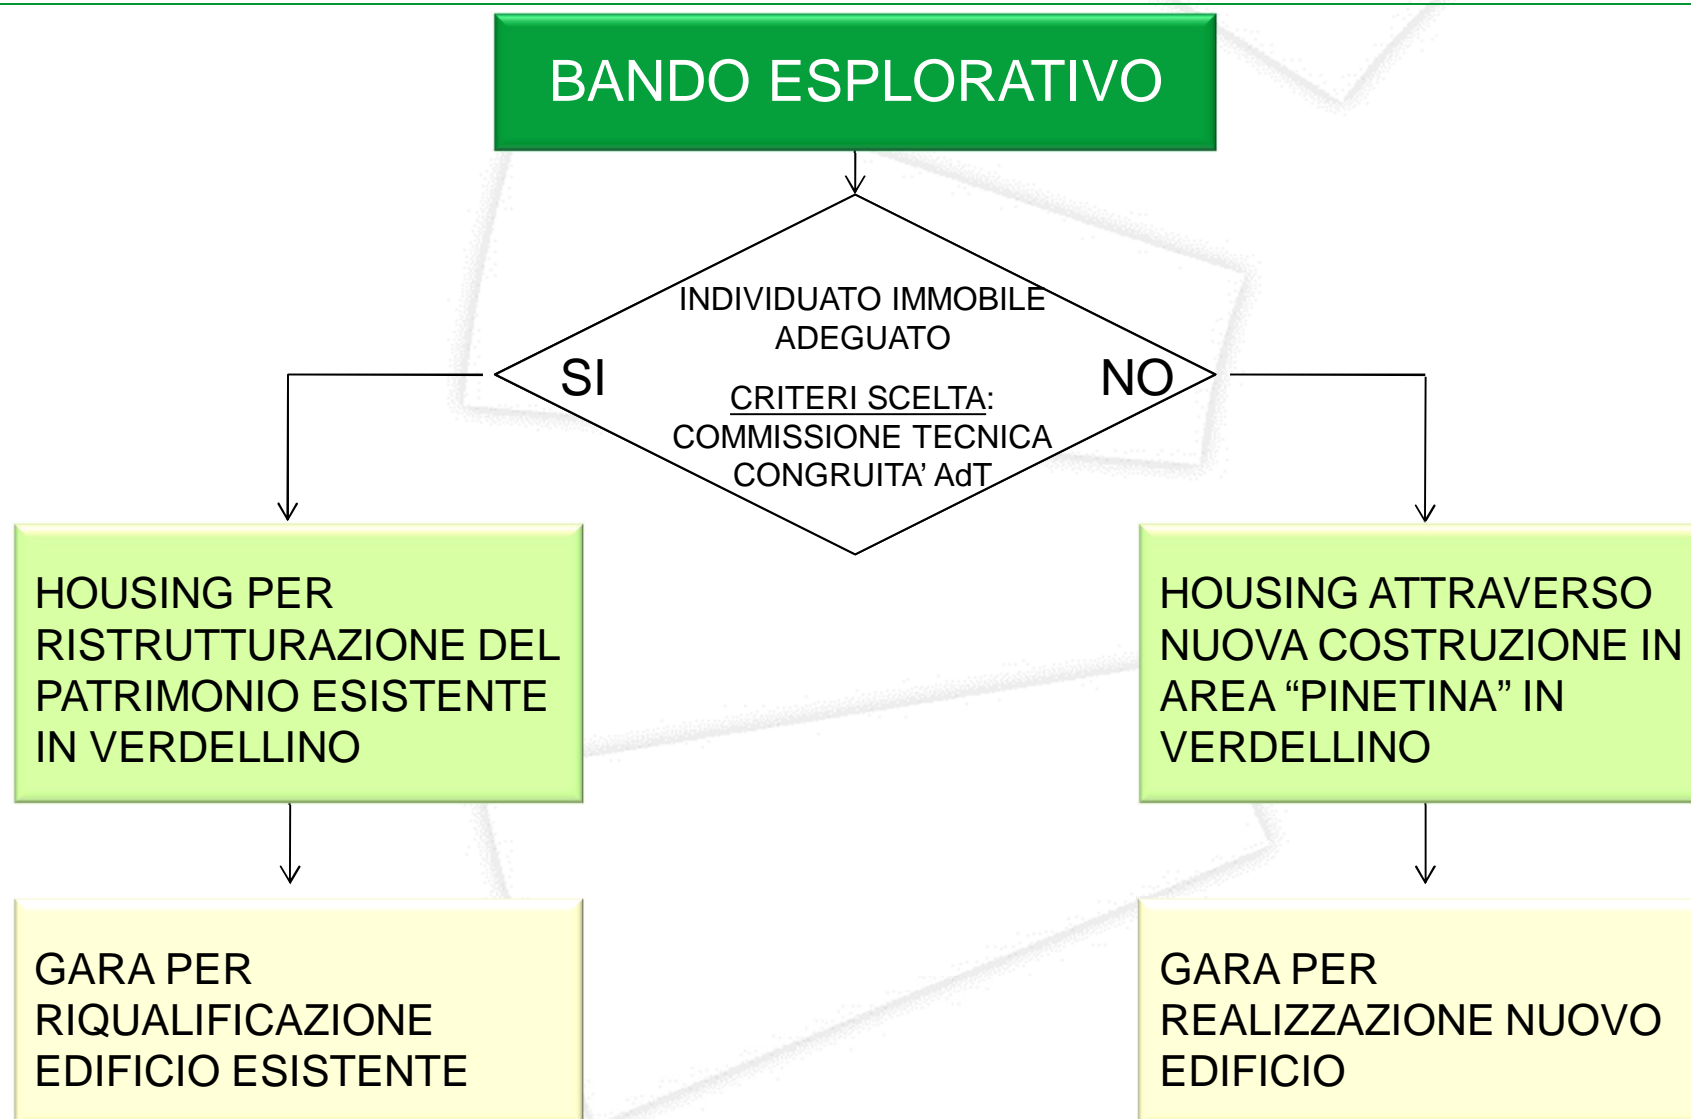 BANDO ESPLORATIVO
INDIVIDUATO IMMOBILE
ADEGUATO
SI
NO
CRITERI SCELTA:
COMMISSIONE TECNICA
CONGRUITA’ AdT
HOUSING PER
RISTRUTTURAZIONE DEL
PATRIMONIO ESISTENTE
IN VERDELLINO
HOUSING ATTRAVERSO
NUOVA COSTRUZIONE IN
AREA “PINETINA” IN
VERDELLINO
GARA PER
RIQUALIFICAZIONE
EDIFICIO ESISTENTE
GARA PER
REALIZZAZIONE NUOVO
EDIFICIO